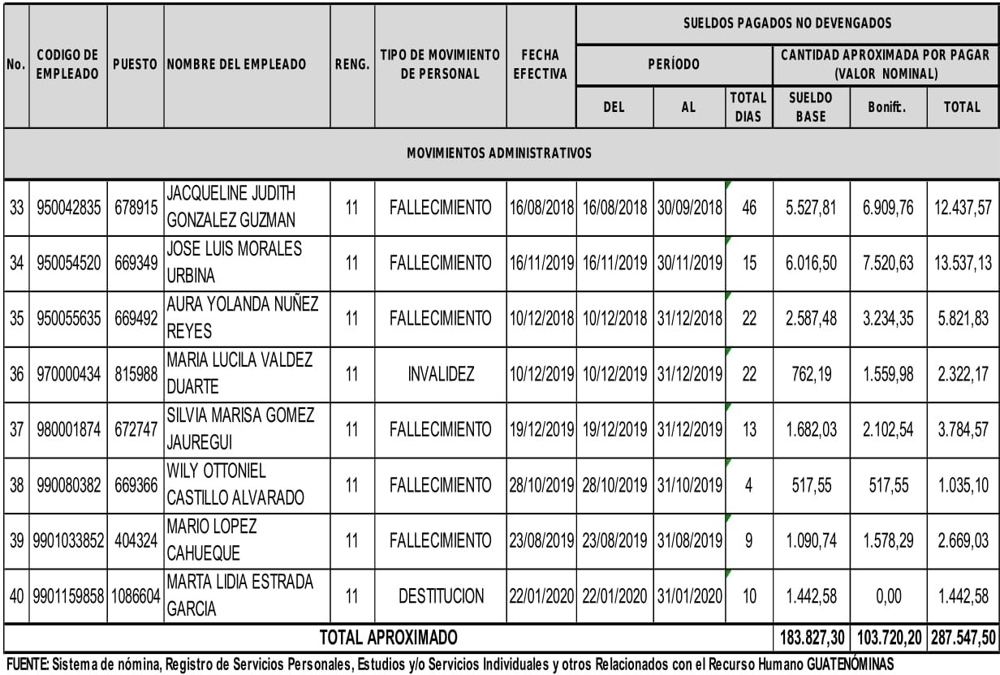 SUELDOS PAGADOS NO DEVENGADOS
No. CODIGO DE EMPLEADO PUESTO NOMBRE DEL EMPLEADO RENG. TIPO DE MOVIMIENTO DE PERSONAL FECHA EFECTIVA PERÍODO CANTIDAD APROXIMADA POR PAGAR (VALOR NOMINAL)
DEL AL TOTAL DIAS SUELDO BASE Bonift. TOTAL
MOVIMIENTOS ADMINISTRATIVOS
33 950042835 678915 JACQUELINE JUDITH GONZALEZ GUZMAN 11 FALLECIMIENTO 16/08/2018 16/08/2018 30/09/2018 46 5.527,81 6.909,76 12.437,57
34 950054520 669349 JOSE LUIS MORALES URBINA 11 FALLECIMIENTO 16/11/2019 16/11/2019 30/11/2019 15 6.016,50 7.520,63 13.537,13
35 950055635 669492 AURA YOLANDA NUÑEZ REYES 11 FALLECIMIENTO 10/12/2018 10/12/2018 31/12/2018 22 2.587,48 3.234,35 5.821,83
36 970000434 815988 MARIA LUCILA VALDEZ DUARTE 11 INVALIDEZ 10/12/2019 10/12/2019 31/12/2019 22 762,19 1.559,98 2.322,17
37 980001874 672747 SILVIA MARISA GOMEZ JAUREGUI 11 FALLECIMIENTO 19/12/2019 19/12/2019 31/12/2019 13 1.682,03 2.102,54 3.784,57
38 990080382 669366 WILY OTTONIEL CASTILLO ALVARADO 11 FALLECIMIENTO 28/10/2019 28/10/2019 31/10/2019 4 517,55 517,55 1.035,10
39 9901033852 404324 MARIO LOPEZ CAHUEQUE 11 FALLECIMIENTO 23/08/2019 23/08/2019 31/08/2019 9 1.090,74 1.578,29 2.669,03
40 9901159858 1086604 MARTA LIDIA ESTRADA GARCIA 11 DESTITUCION 22/01/2020 22/01/2020 31/01/2020 10 1.442,58 0,00 1.442,58
TOTAL APROXIMADO 183.827,30 103.720,20 287.547,50
FUENTE: Sistema de nómina, Registro de Servicios Personales, Estudios y/o Servicios Individuales y otros Relacionados con el Recurso Humano GUATENÓMINAS